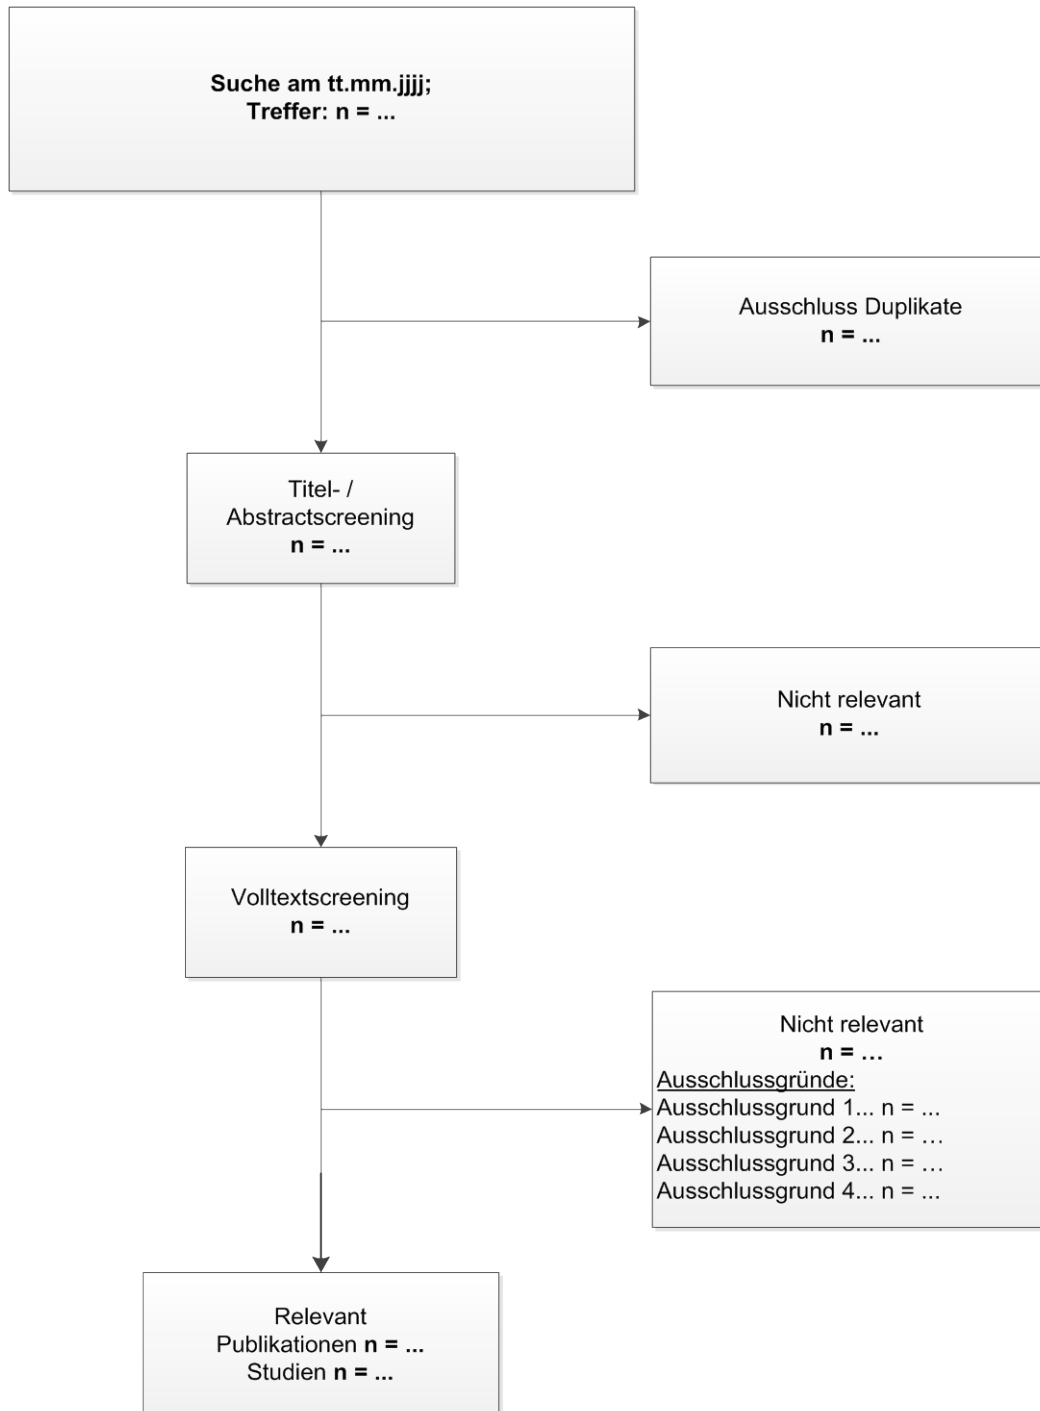 Suche am tt.mm.jjjj;
Treffer: n = ...
Ausschluss Duplikate
n = ...
Titel- /
Abstractscreening
n = ...
Nicht relevant
n = ...
Volltextscreening
n = ...
Nicht relevant
n = …
Ausschlussgründe:
Ausschlussgrund 1... n = ...
Ausschlussgrund 2... n = …
Ausschlussgrund 3... n = …
Ausschlussgrund 4... n = ...
Relevant
Publikationen n = ...
Studien n = ...